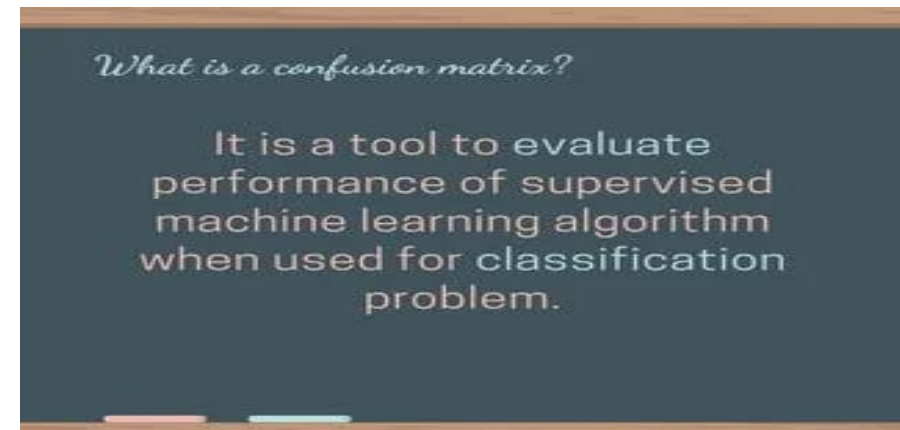 What is a confusion matrix?
It is a tool to evaluate
performance of supervised
machine learning algorithm
when used for classification
problem.